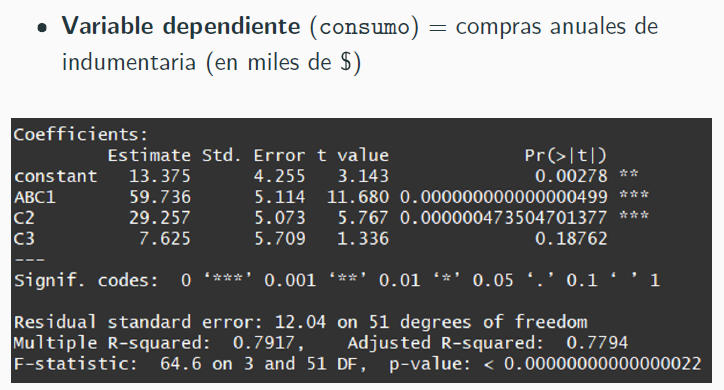 • Variable dependiente (consumo) = compras anuales de
indumentaria (en miles de $)
Coefficients:
Estimate Std. Error t value Pr(>|t|)
constant 13.375 4.255 3.143 0.00278 **
ABC1 59.736 5.114 11.680 0.000000000000000499 ***
C2 29.257 5.073 5.767 0.000000473504701377 ***
C3 7.625 5.709 1.336 0.18762
---
Signif. codes: 0 ‘***’ 0.001 ‘**’ 0.01 ‘*’ 0.05 ‘.’ 0.1 ‘ ’ 1
Residual standard error: 12.04 on 51 degrees of freedom
Multiple R-squared: 0.7917, Adjusted R-squared: 0.7794
F-statistic: 64.6 on 3 and 51 DF, p-value: < 0.00000000000000022